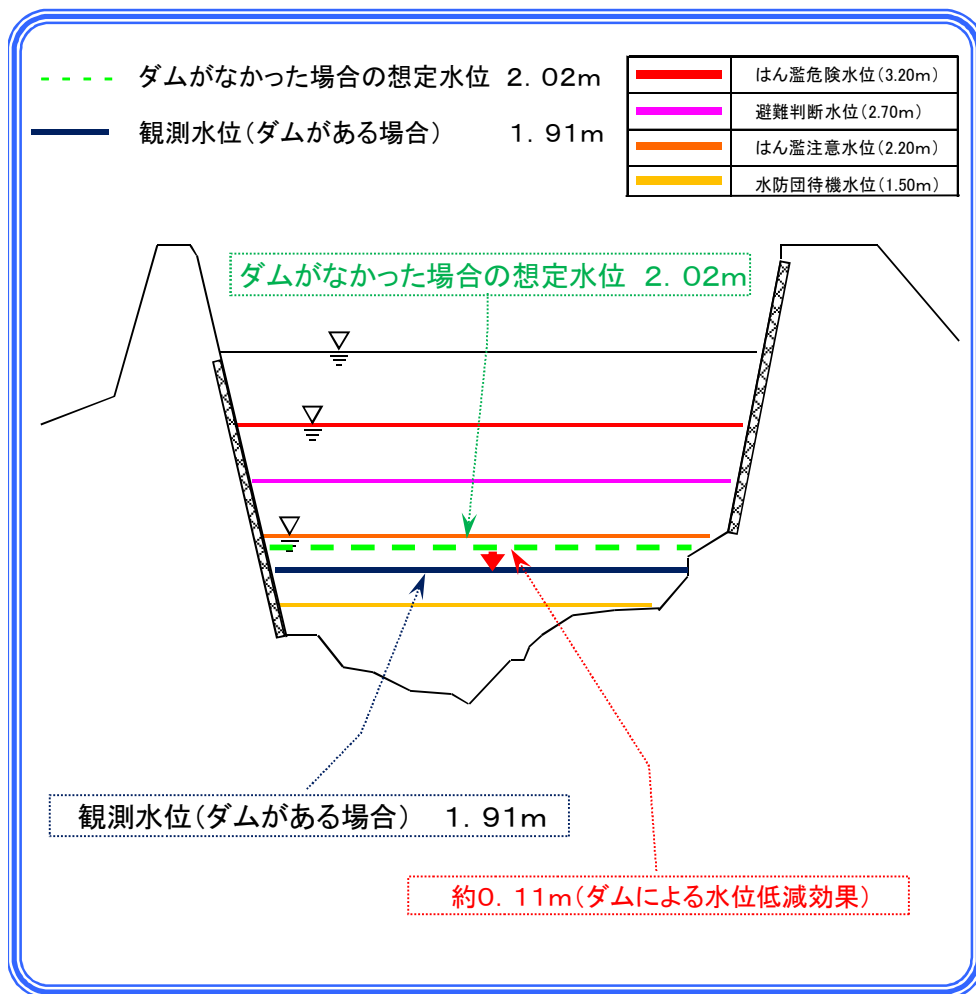 ダムがなかった場合の想定水位 2.02m
観測水位(ダムがある場合) 1.91m
はん濫危険水位(3.20m)
避難判断水位(2.70m)
はん濫注意水位(2.20m)
水防団待機水位(1.50m)
ダムがなかった場合の想定水位 2.02m
観測水位(ダムがある場合) 1.91m
約0.11m(ダムによる水位低減効果)